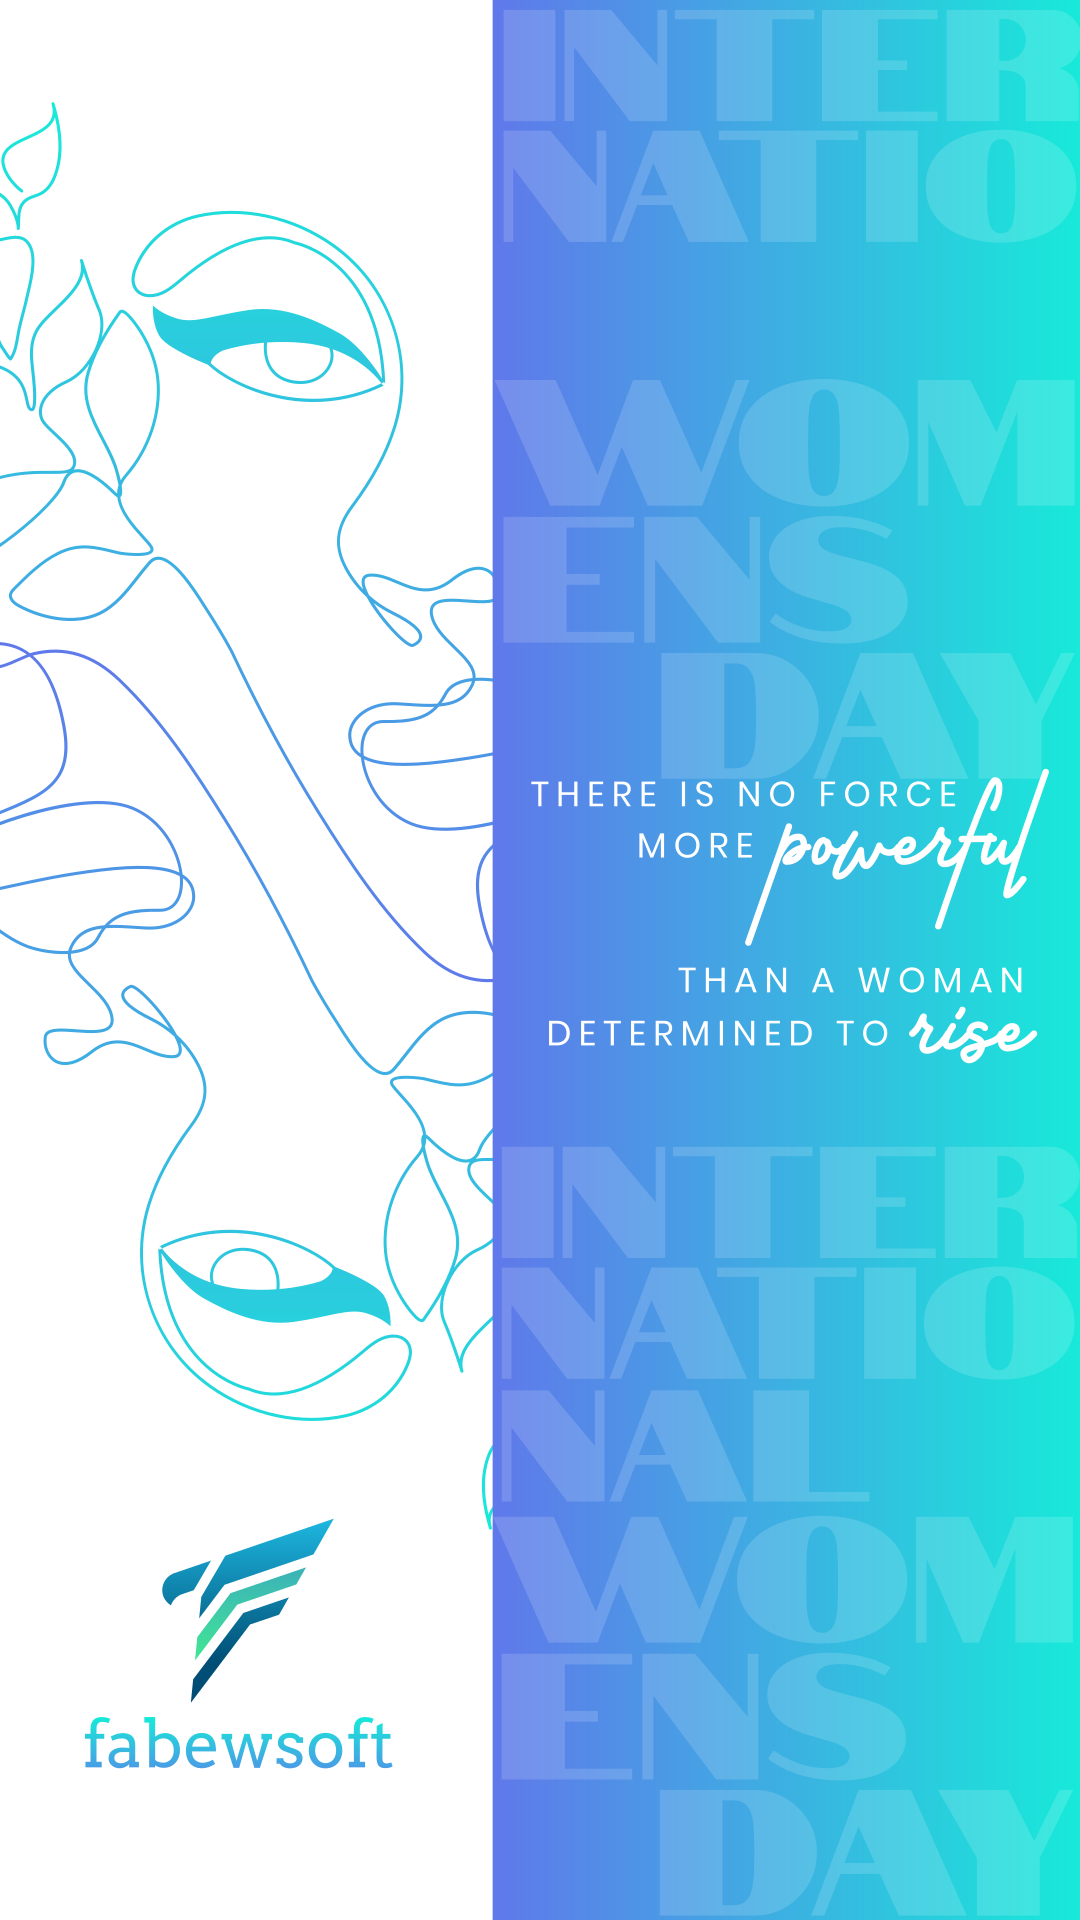 INTER
NATIO
WOM
ENS
DAY
THERE IS NO FORCE
MORE powerful
THAN A WOMAN
DETERMINED TO rise
INTER
NATIO
NAL
WOM
ENS
DAY
fabewsoft